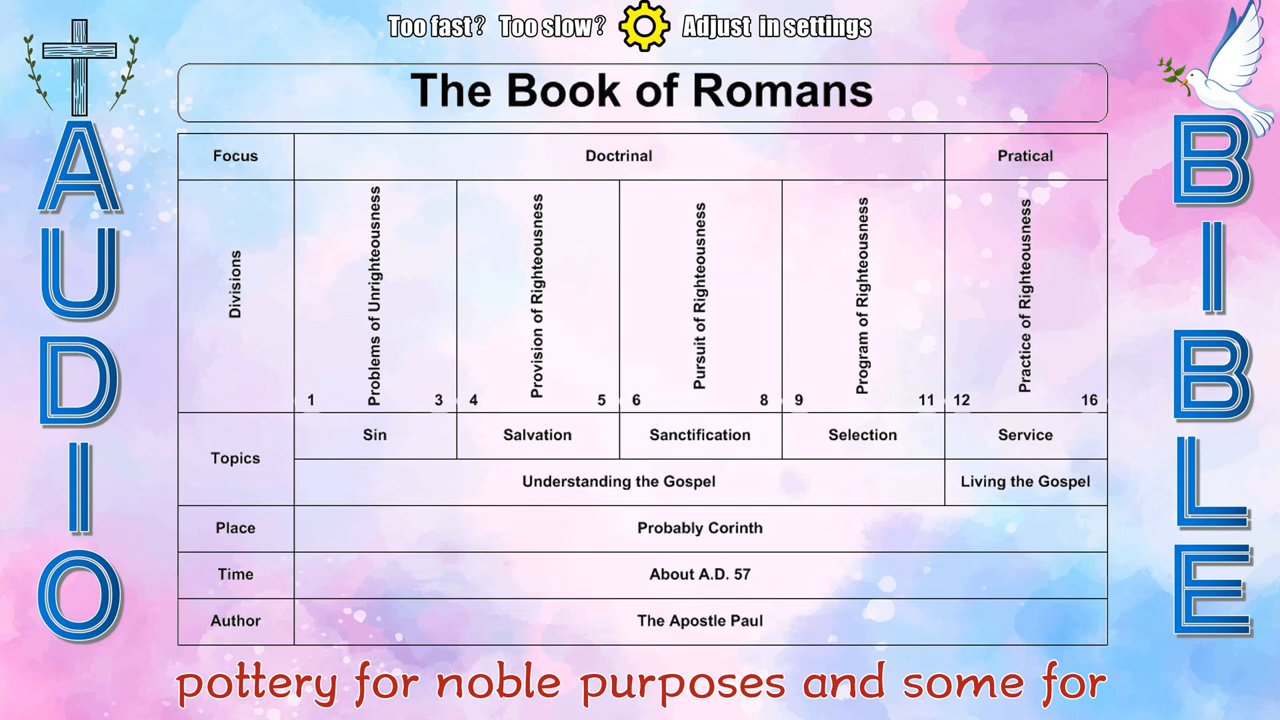 Too fast? Too slow? Adjust in settings
AUDIO
BIBLE
The Book of Romans
Focus Doctrinal Pratical
Divisions
Problems of Unrighteousness
Provision of Righteousness
Pursuit of Righteousness
Program of Righteousness
Practice of Righteousness
1 3 4 5 6 8 9 11 12 16
Topics
Sin Salvation Sanctification Selection Service
Understanding the Gospel Living the Gospel
Place Probably Corinth
Time About A.D. 57
Author The Apostle Paul
pottery for noble purposes and some for